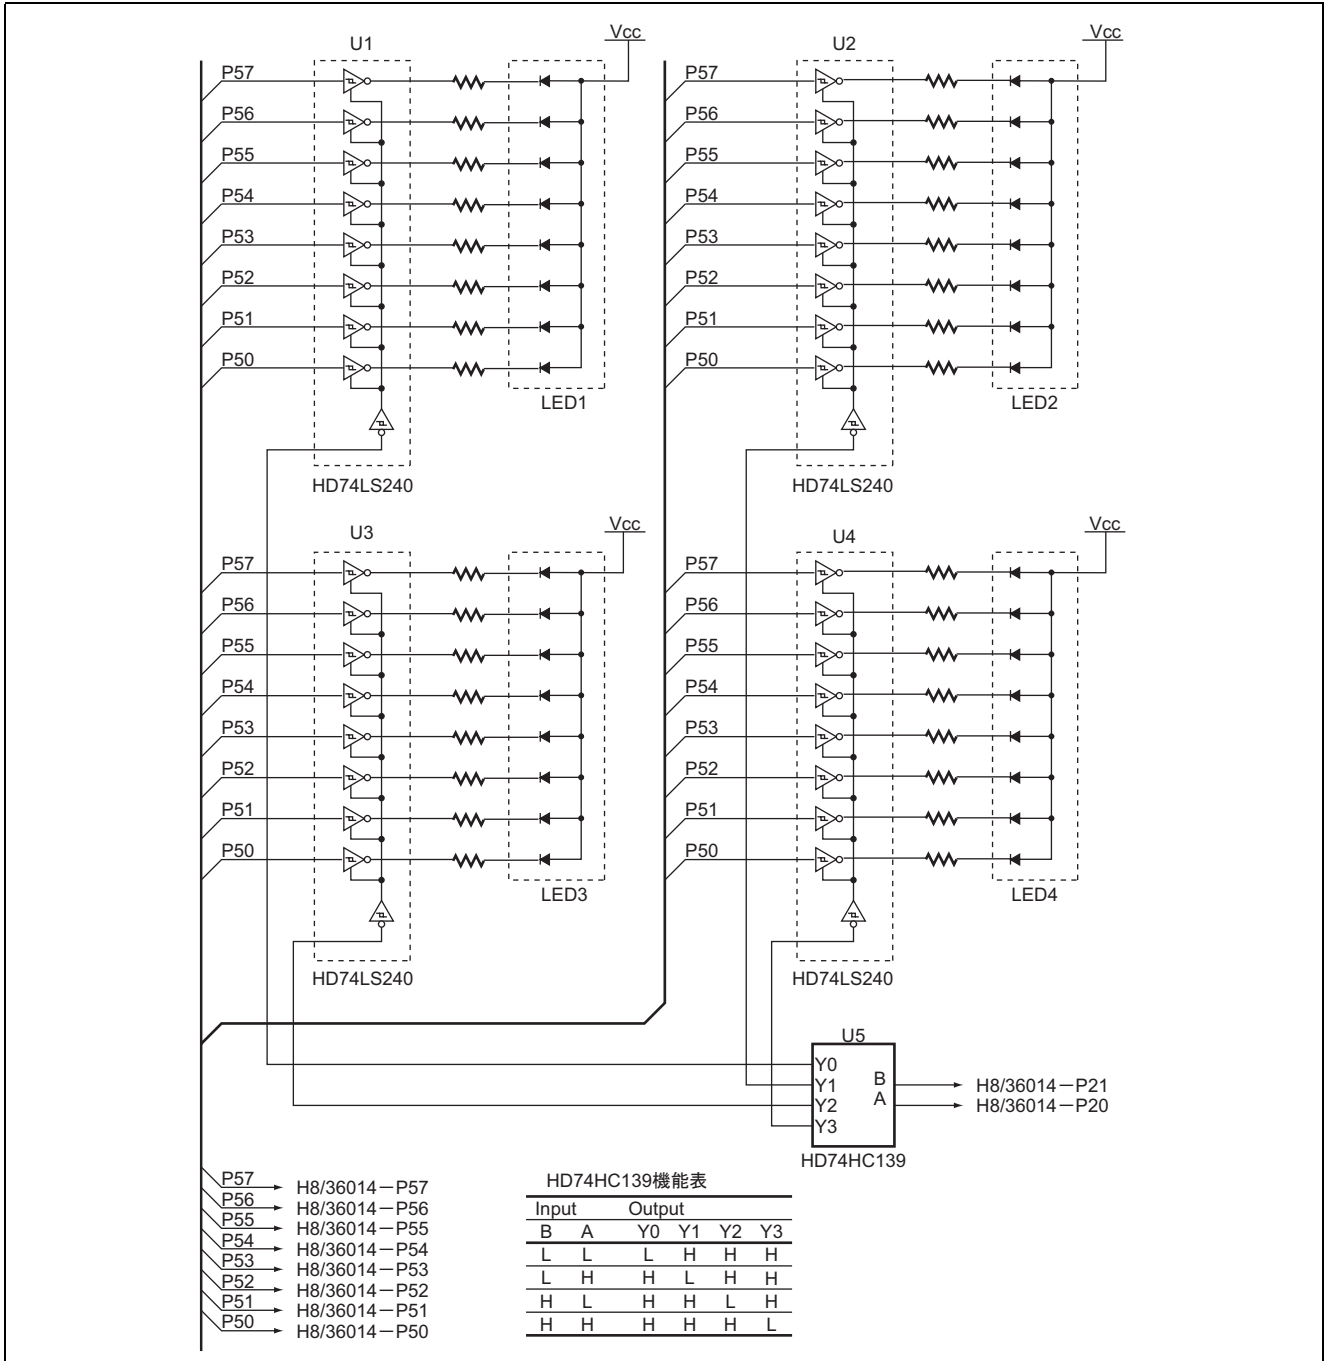 U1
Vcc
U2
Vcc
P57
P57
P56
P56
P55
P55
P54
P54
P53
P53
P52
P52
P51
P51
P50
P50
LED1
LED2
HD74LS240
HD74LS240
U3
Vcc
U4
Vcc
P57
P57
P56
P56
P55
P55
P54
P54
P53
P53
P52
P52
P51
P51
P50
P50
LED3
LED4
HD74LS240
HD74LS240
U5
Y0
Y1 B H8/36014－P21
Y2 A H8/36014－P20
Y3
HD74HC139
P57 H8/36014－P57
P56 H8/36014－P56
P55 H8/36014－P55
P54 H8/36014－P54
P53 H8/36014－P53
P52 H8/36014－P52
P51 H8/36014－P51
P50 H8/36014－P50
HD74HC139機能表
Input Output
B A Y0 Y1 Y2 Y3
L L L H H H
L H H L H H
H L H H L H
H H H H H L